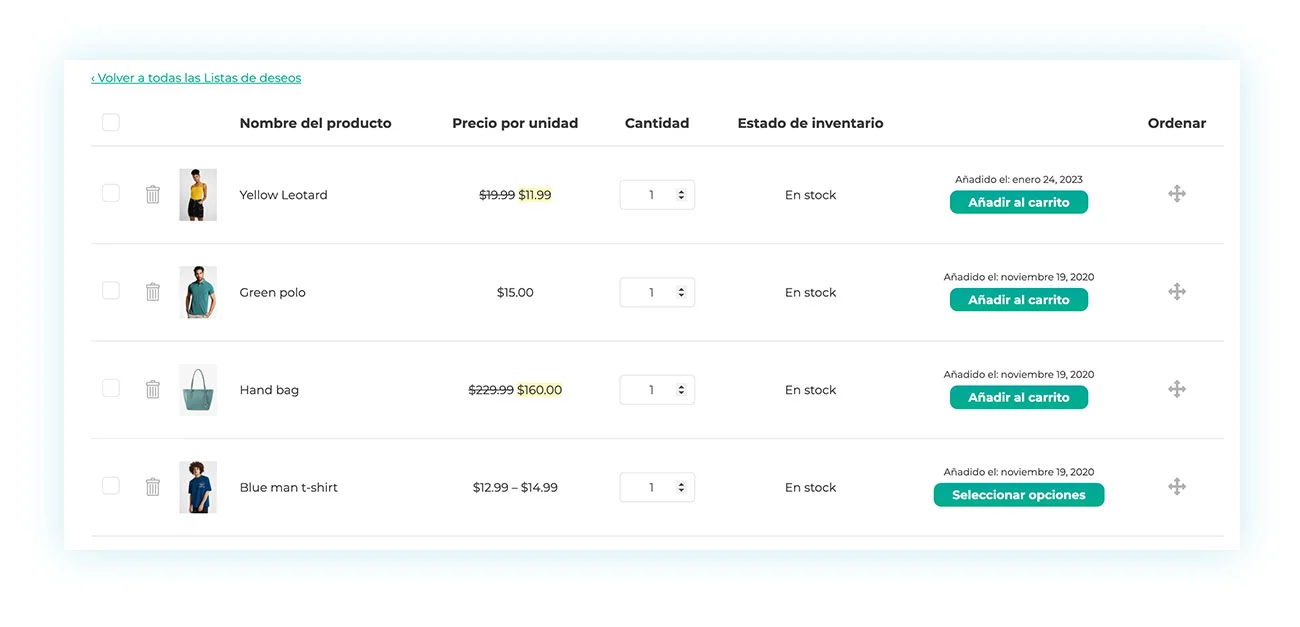 ‹ Volver a todas las Listas de deseos
Nombre del producto Precio por unidad Cantidad Estado de inventario Ordenar
Añadido el: enero 24, 2023
Yellow Leotard $19.99 $11.99 1 En stock Añadir al carrito
Añadido el: noviembre 19, 2020
Green polo $15.00 1 En stock Añadir al carrito
Añadido el: noviembre 19, 2020
Hand bag $229.99 $160.00 1 En stock Añadir al carrito
Añadido el: noviembre 19, 2020
Blue man t-shirt $12.99 – $14.99 1 En stock Seleccionar opciones